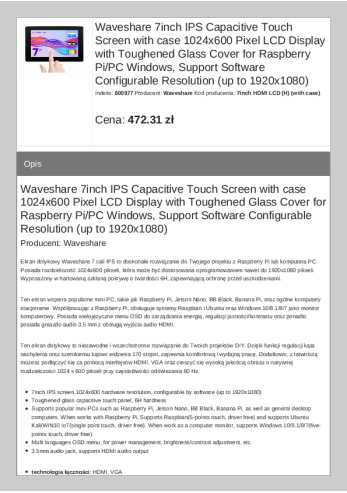 Waveshare 7inch IPS Capacitive Touch
Screen with case 1024x600 Pixel LCD Display
with Toughened Glass Cover for Raspberry
Pi/PC Windows, Support Software
Configurable Resolution (up to 1920x1080)
Indeks: 600977 Producent: Waveshare Kod producenta: 7inch HDMI LCD (H) (with case)
Cena: 472.31 zł
Opis
Waveshare 7inch IPS Capacitive Touch Screen with case
1024x600 Pixel LCD Display with Toughened Glass Cover for
Raspberry Pi/PC Windows, Support Software Configurable
Resolution (up to 1920x1080)
Producent: Waveshare
Ekran dotykowy Waveshare 7 cali IPS to doskonałe rozwiązanie do Twojego projektu z Raspberry Pi lub komputera PC.
Posiada rozdzielczość 1024x600 pikseli, która może być dostosowana oprogramowaniem nawet do 1920x1080 pikseli.
Wyposażony w hartowaną szklaną pokrywę o twardości 6H, zapewniającą ochronę przed uszkodzeniami.
Ten ekran wspiera popularne mini PC, takie jak Raspberry Pi, Jetson Nano, BB Black, Banana Pi, oraz ogólne komputery
stacjonarne. Współpracując z Raspberry Pi, obsługuje systemy Raspbian i Ubuntu oraz Windows 10/8.1/8/7 jako monitor
komputerowy. Posiada wielojęzyczne menu OSD do zarządzania energią, regulacji jasności/kontrastu oraz ponadto
posiada gniazdo audio 3.5 mm z obsługą wyjścia audio HDMI.
Ten ekran dotykowy to niezawodne i wszechstronne rozwiązanie do Twoich projektów DIY. Dzięki funkcji regulacji kąta
nachylenia oraz szerokiemu kątowi widzenia 170 stopni, zapewnia komfortową i wydajną pracę. Dodatkowo, z łatwością
możesz podłączyć się za pomocą interfejsów HDMI, VGA oraz cieszyć się wysoką jakością obrazu o natywnej
rozdzielczości 1024 x 600 pikseli przy częstotliwości odświeżania 60 Hz.
• 7inch IPS screen, 1024x600 hardware resolution, configurable by software (up to 1920x1080)
• Toughened glass capacitive touch panel, 6H hardness
• Supports popular mini PCs such as Raspberry Pi, Jetson Nano, BB Black, Banana Pi, as well as general desktop
computers. When works with Raspberry Pi, Supports Raspbian(5-points touch, driver free) and supports Ubuntu
Kali/WIN10 IoT(single point touch, driver free). When work as a computer monitor, supports Windows 10/8.1/8/7(five-
points touch, driver free)
• Multi languages OSD menu, for power management, brightness/contrast adjustment, etc.
• 3.5mm audio jack, supports HDMI audio output
• technologia łączności: HDMI, VGA